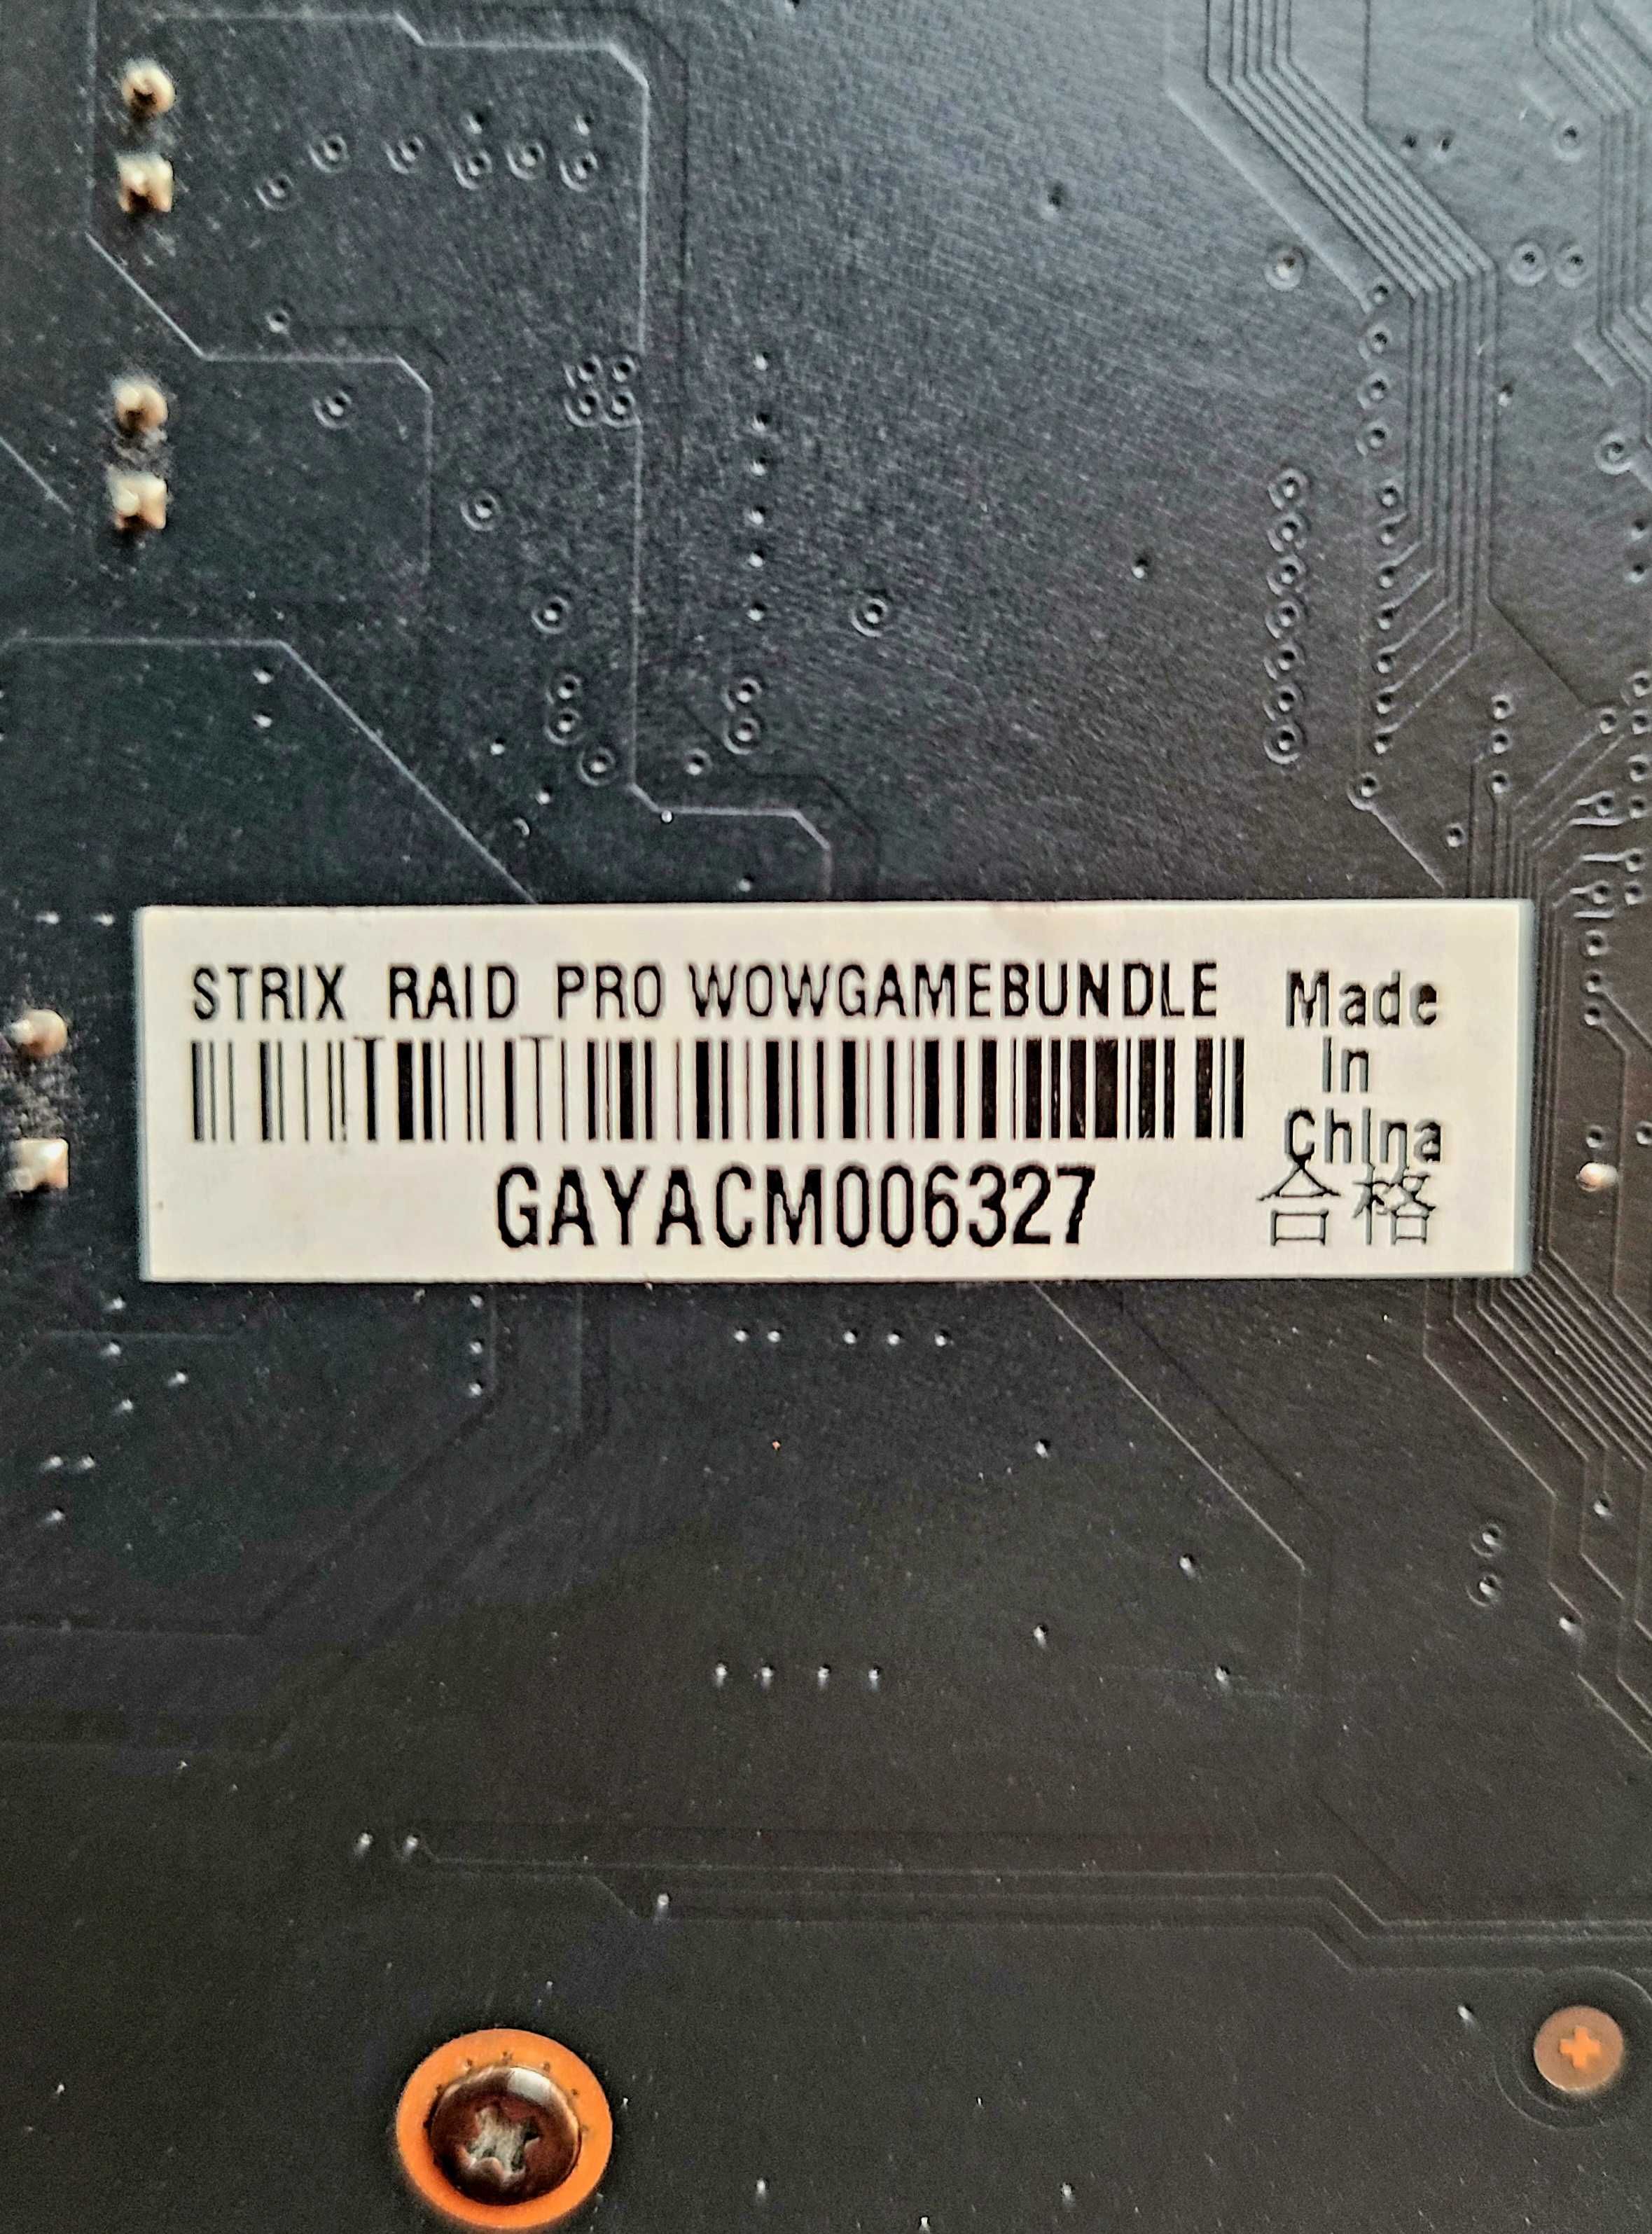 STRIX RAID PRO WOWGAMEBUNDLE
GAYACM006327
Made
in
China
合格